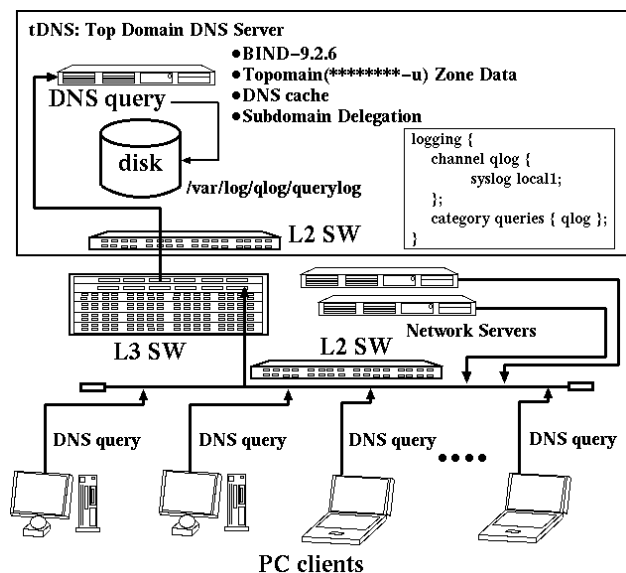 tDNS: Top Domain DNS Server
●BIND-9.2.6
●Topomain(********-u) Zone Data
●DNS cache
●Subdomain Delegation
DNS query
disk
/var/log/qlog/querylog
logging {
channel qlog {
syslog local1;
};
category queries { qlog };
}
L2 SW
L3 SW
Network Servers
L2 SW
DNS query
DNS query
DNS query
DNS query
PC clients